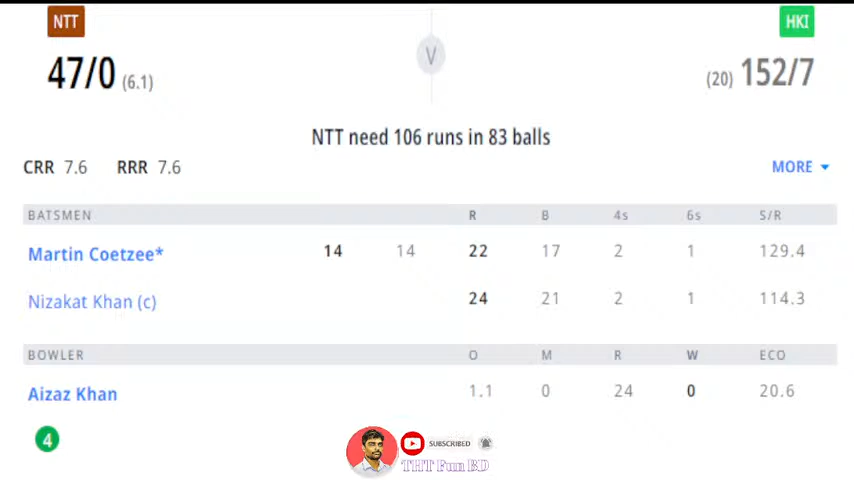 NTT HKI
47/0 (6.1) V (20) 152/7
NTT need 106 runs in 83 balls
CRR 7.6 RRR 7.6 MORE
BATSMEN R B 4s 6s S/R
Martin Coetzee* 14 14 22 17 2 1 129.4
Nizakat Khan (c) 24 21 2 1 114.3
BOWLER O M R W ECO
Aizaz Khan 1.1 0 24 0 20.6
4
SUBSCRIBED
THT Fun BD